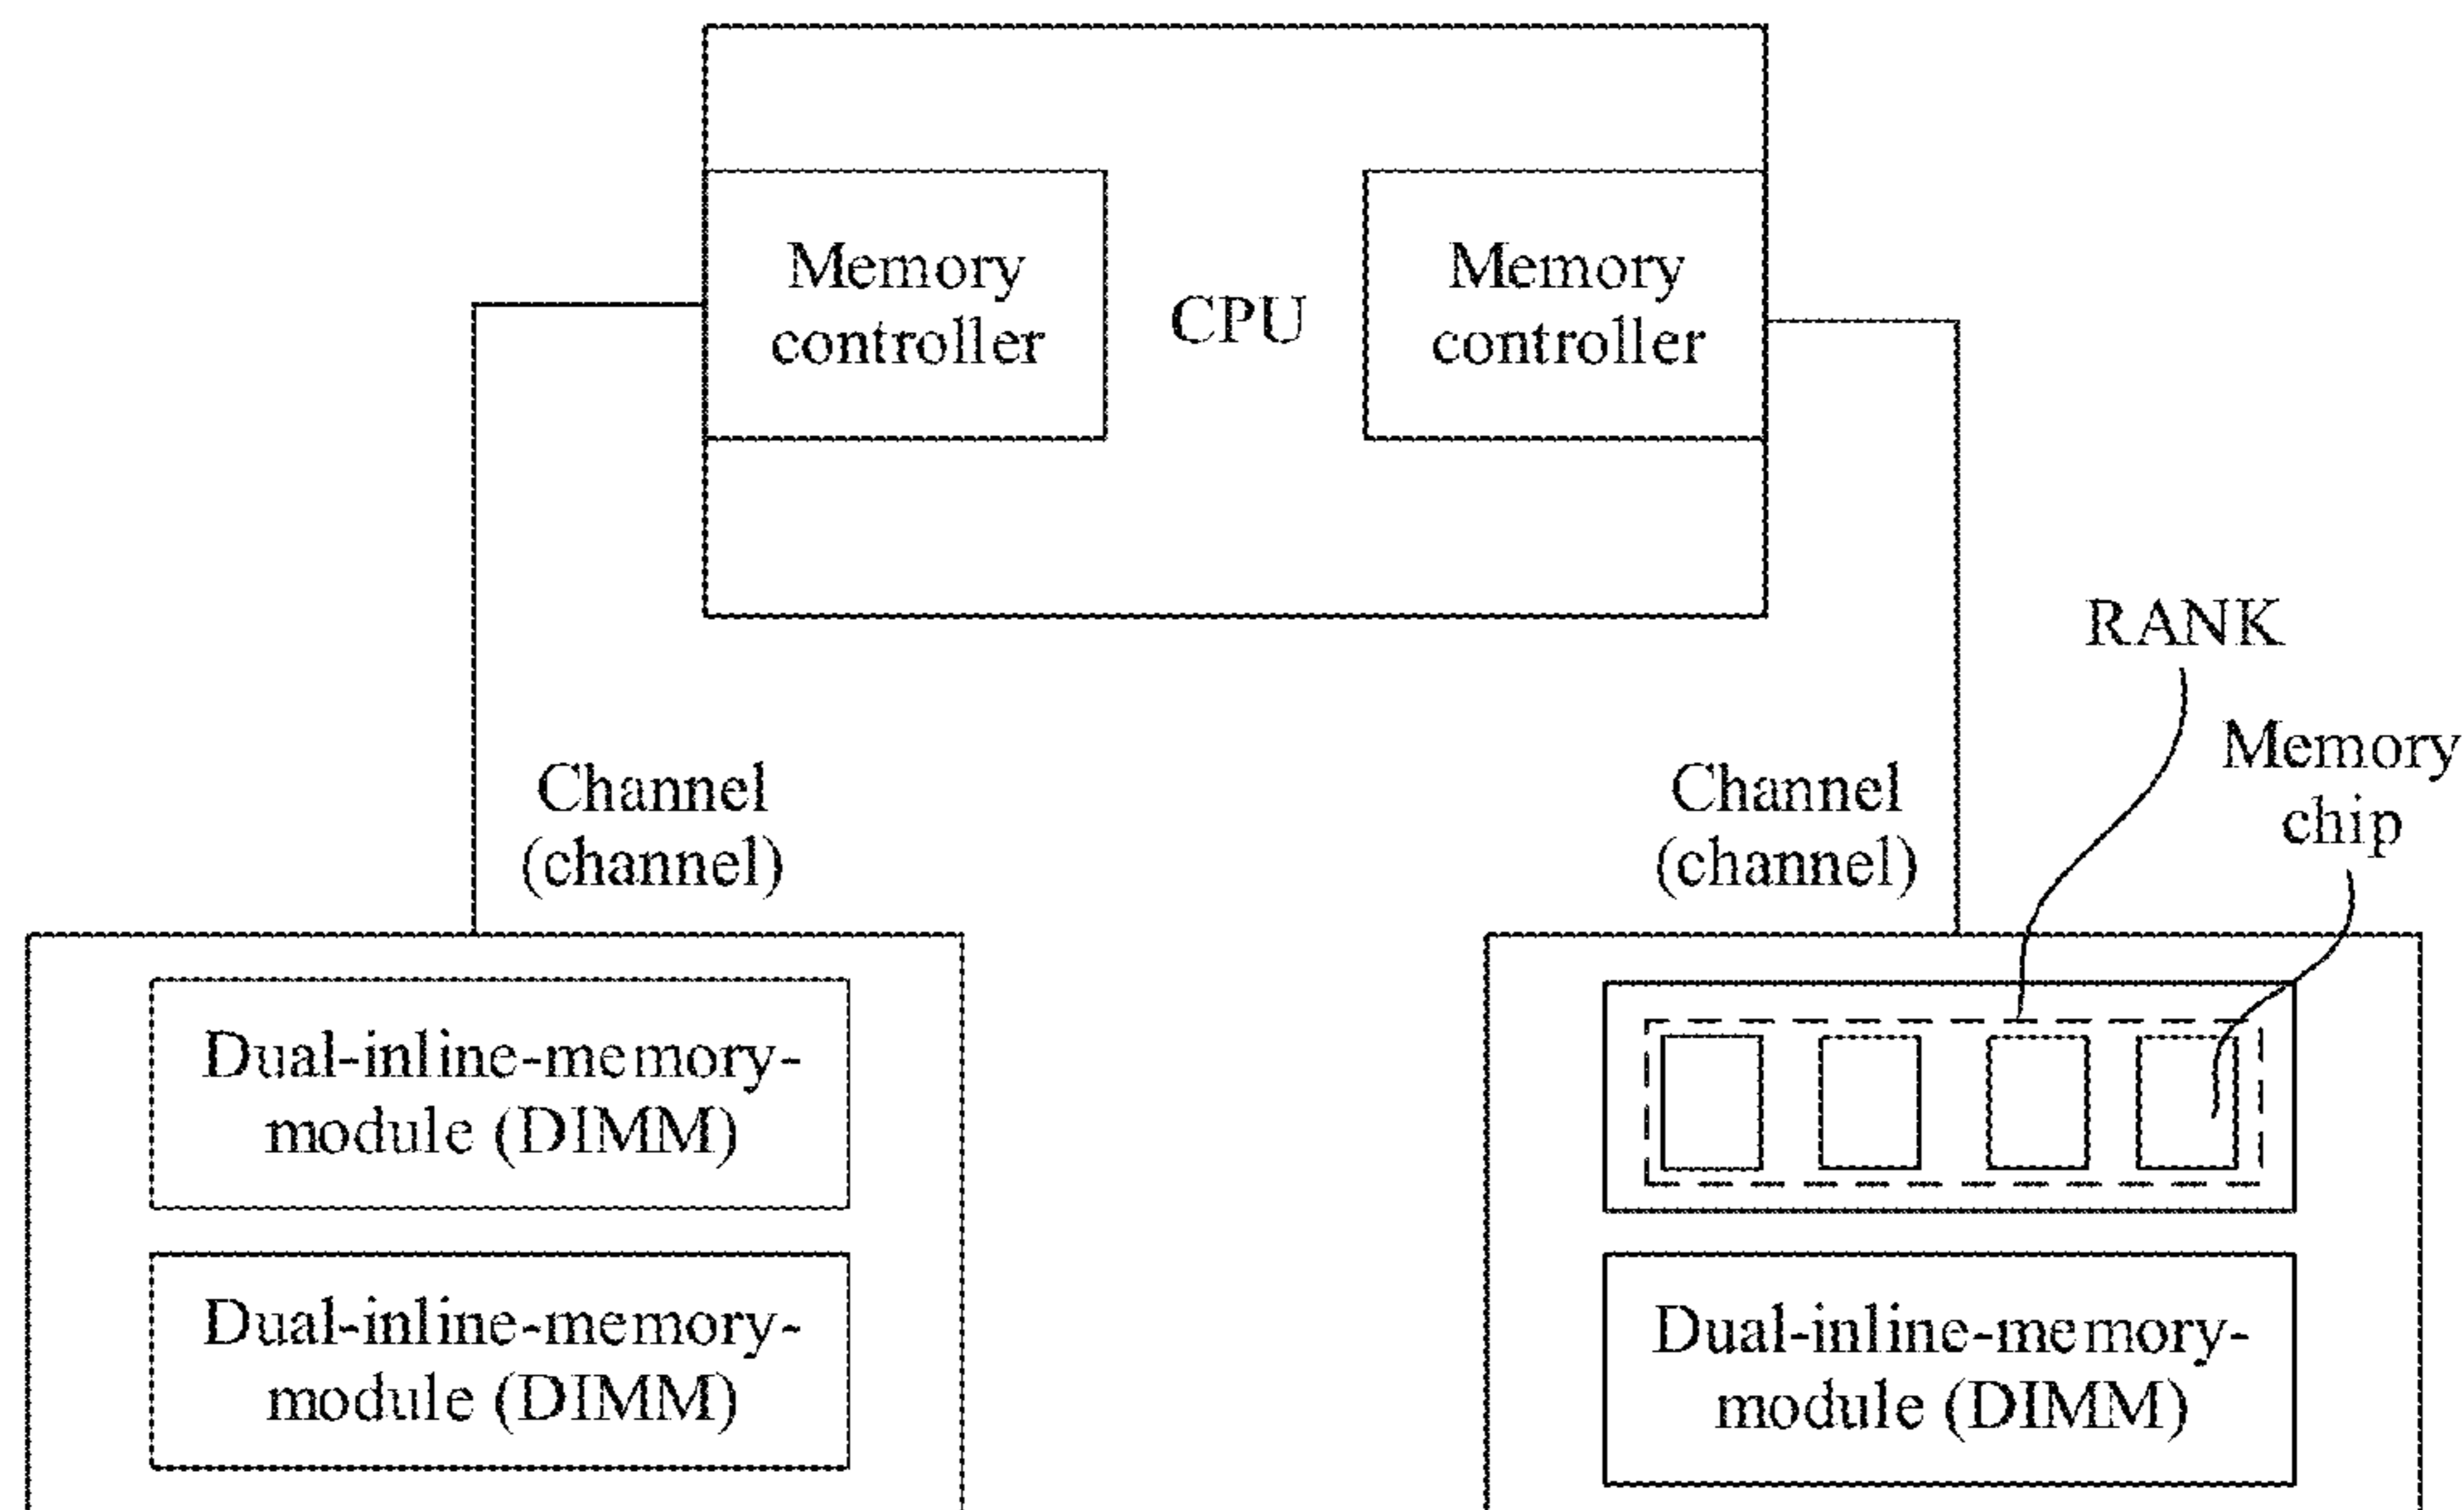 Memory
controller
CPU
Memory
controller
RANK
Memory
chip
Channel
(channel)
Channel
(channel)
Dual-inline-memory-
module (DIMM)
Dual-inline-memory-
module (DIMM)
Dual-inline-memory-
module (DIMM)